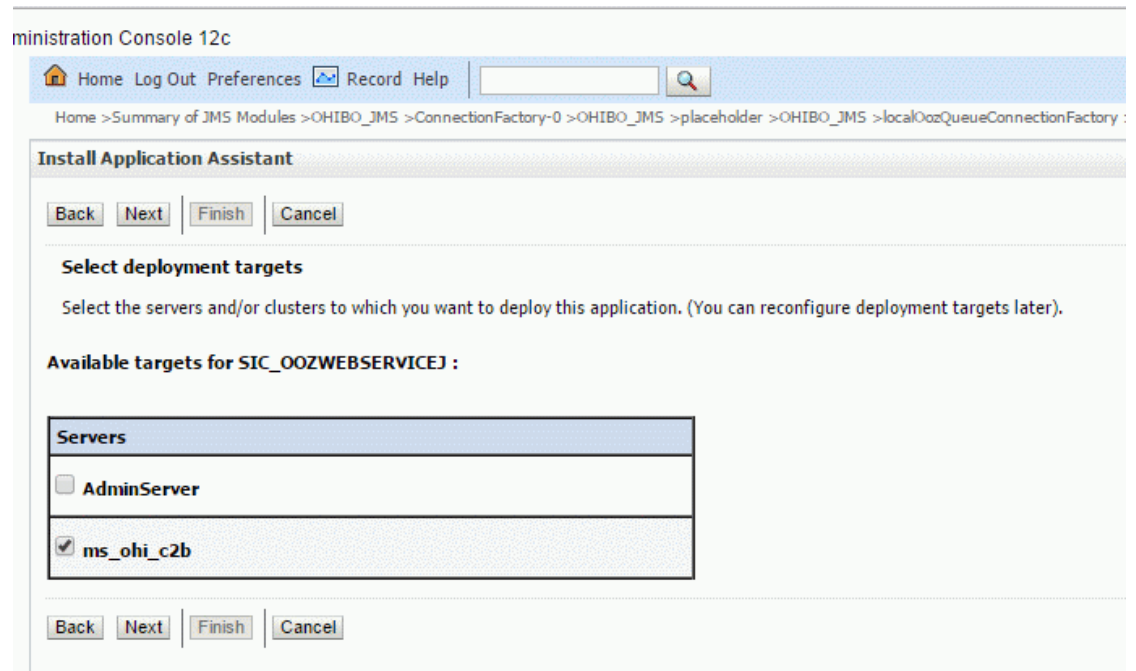 ministration Console 12c
Home Log Out Preferences Record Help
Home >Summary of JMS Modules >OHIBO_JMS >ConnectionFactory-0 >OHIBO_JMS >placeholder >OHIBO_JMS >localOozQueueConnectionFactory >
Install Application Assistant
Back Next Finish Cancel
Select deployment targets
Select the servers and/or clusters to which you want to deploy this application. (You can reconfigure deployment targets later).
Available targets for SIC_OOZWEBSERVICEJ :
Servers
AdminServer
ms_ohi_c2b
Back Next Finish Cancel